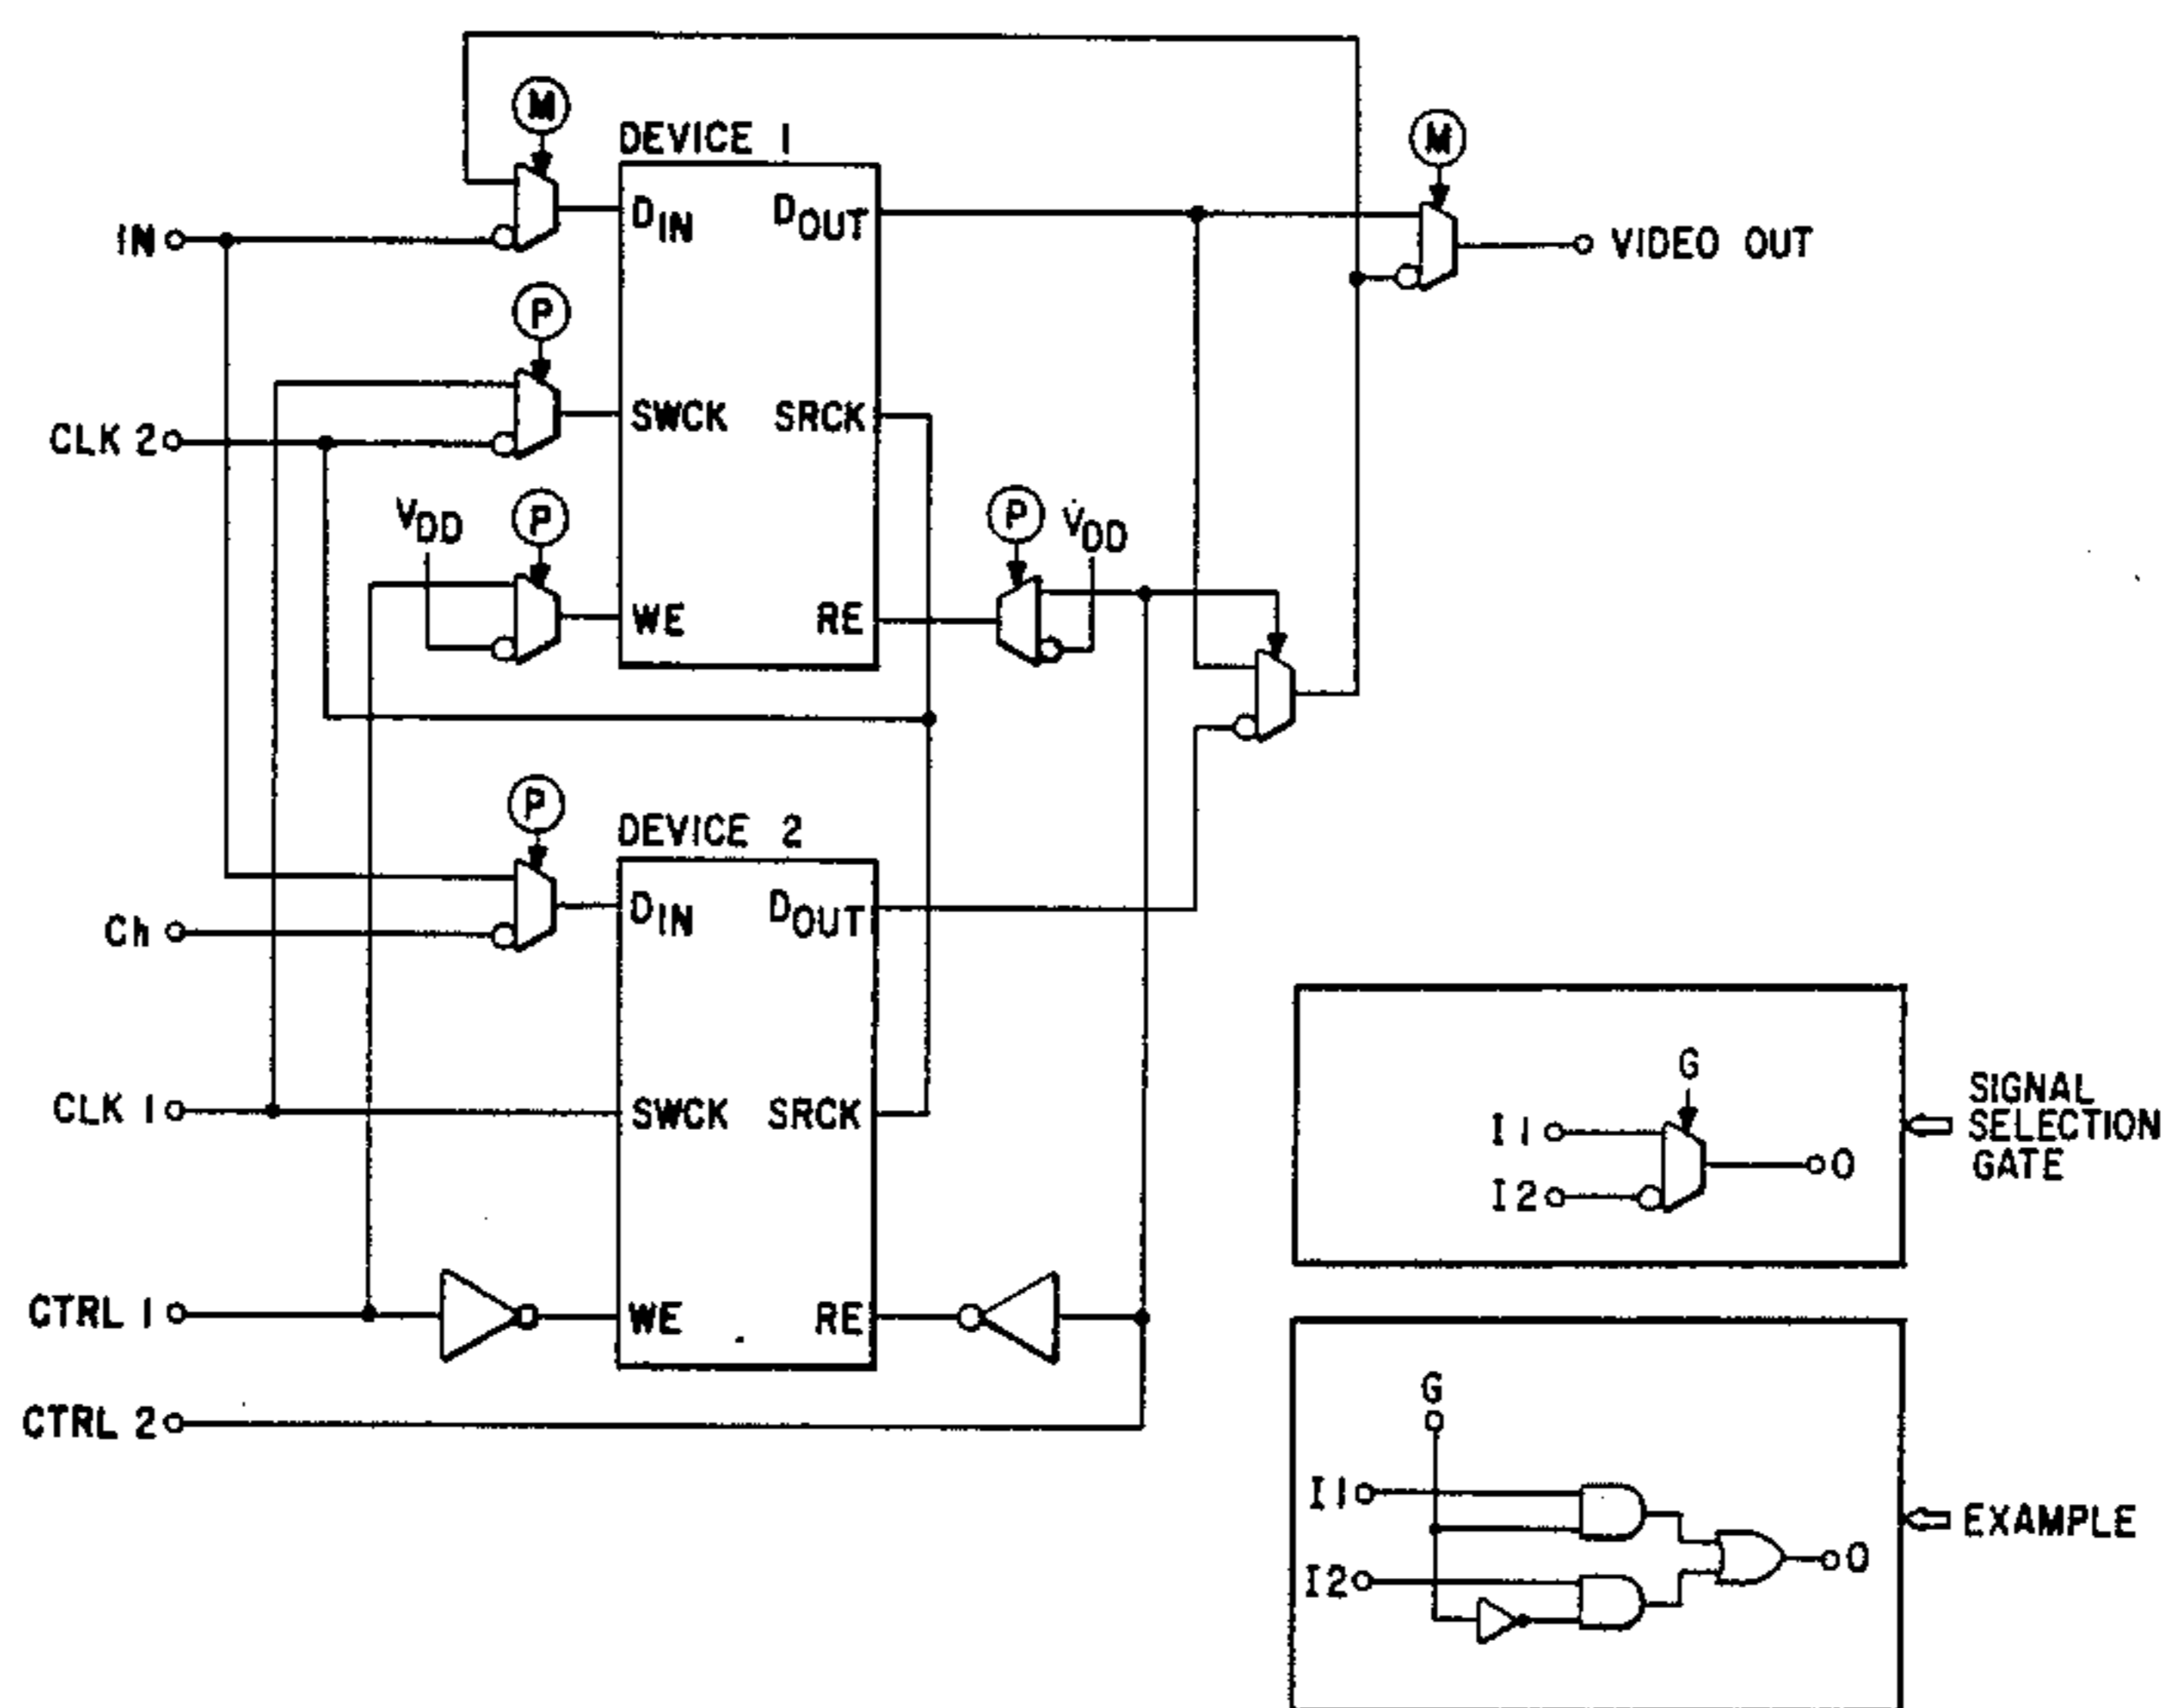 M
DEVICE 1
M
IN
DIN
DOUT
VIDEO OUT
P
CLK 2
SWCK
SRCK
VDD
P
P
VDD
WE
RE
P
DEVICE 2
Ch
DIN
DOUT
G
I1
I2
O
SIGNAL
SELECTION
GATE
CLK 1
SWCK
SRCK
CTRL 1
WE
RE
CTRL 2
G
I1
I2
O
EXAMPLE